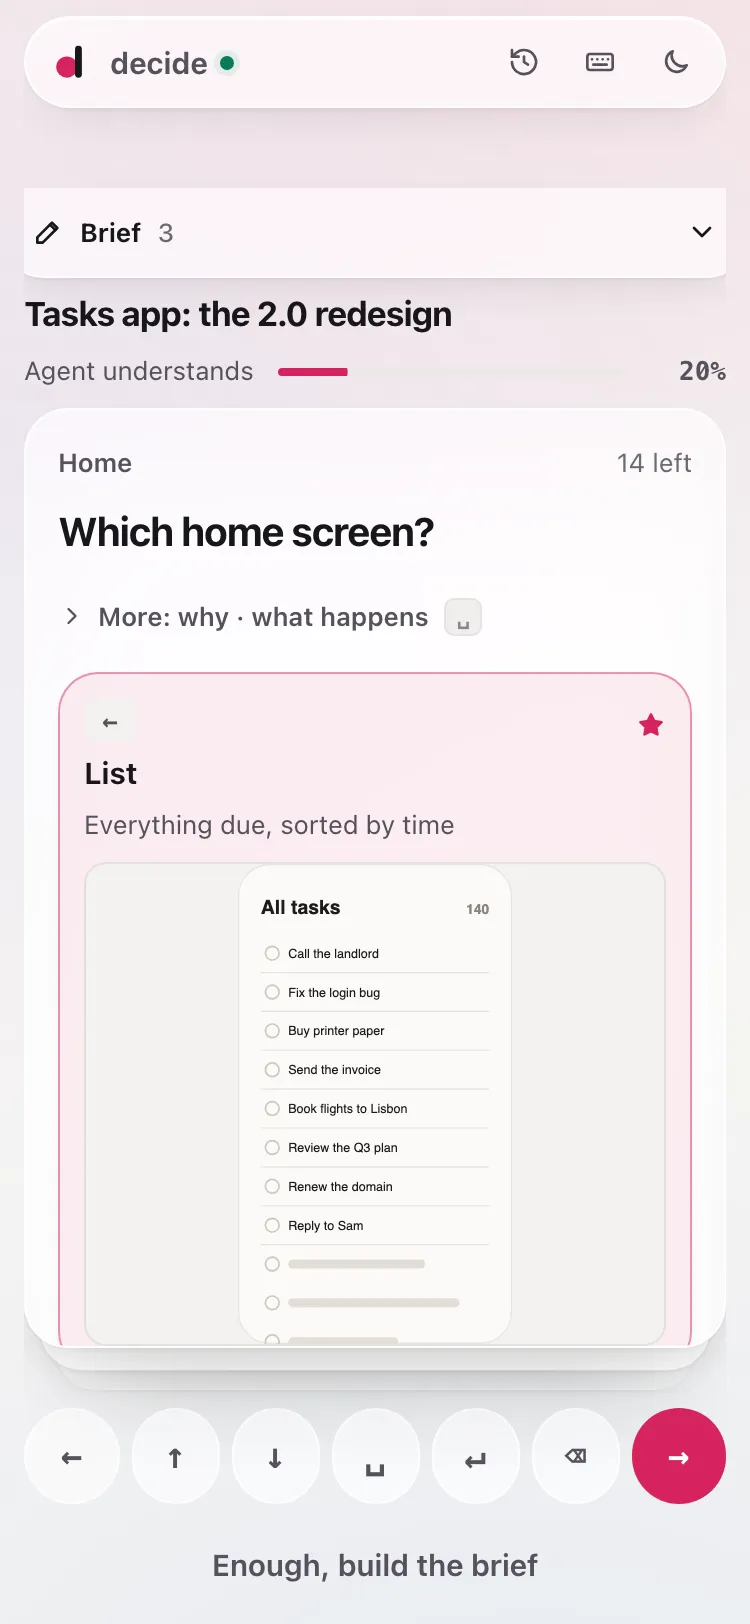 decide
Brief 3
Tasks app: the 2.0 redesign
Agent understands 20%
Home 14 left
Which home screen?
More: why · what happens ␣
←
List
Everything due, sorted by time
All tasks 140
Call the landlord
Fix the login bug
Buy printer paper
Send the invoice
Book flights to Lisbon
Review the Q3 plan
Renew the domain
Reply to Sam
← ↑ ↓ ␣ ↵ ⌫ →
Enough, build the brief